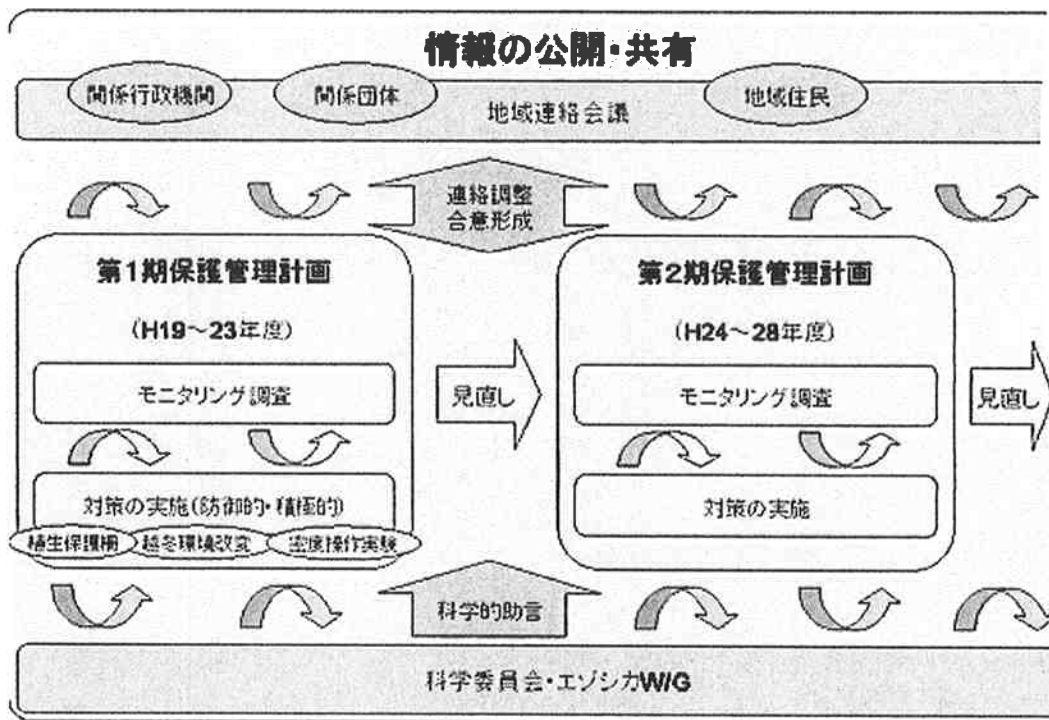 情報の公開・共有
関係行政機関
関係団体
地域住民
地域連絡会議
連絡調整
合意形成
第1期保護管理計画
(H19～23年度)
モニタリング調査
対策の実施(防御的・積極的)
植生保護柵
越冬環境改変
密度操作実験
見直し
第2期保護管理計画
(H24～28年度)
モニタリング調査
対策の実施
見直し
科学的助言
科学委員会・エゾシカW/G